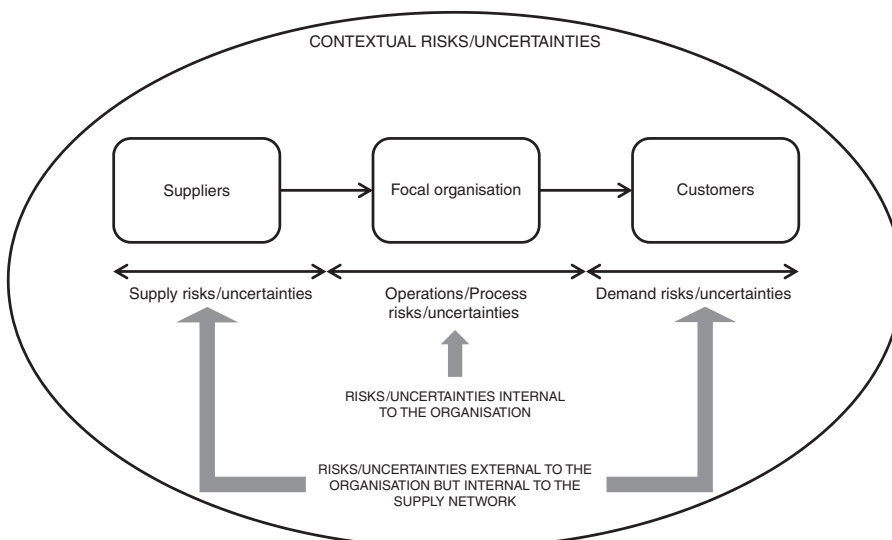 CONTEXTUAL RISKS/UNCERTAINTIES
Suppliers
Focal organisation
Customers
Supply risks/uncertainties
Operations/Process
risks/uncertainties
Demand risks/uncertainties
RISKS/UNCERTAINTIES INTERNAL
TO THE ORGANISATION
RISKS/UNCERTAINTIES EXTERNAL TO THE
ORGANISATION BUT INTERNAL TO THE
SUPPLY NETWORK